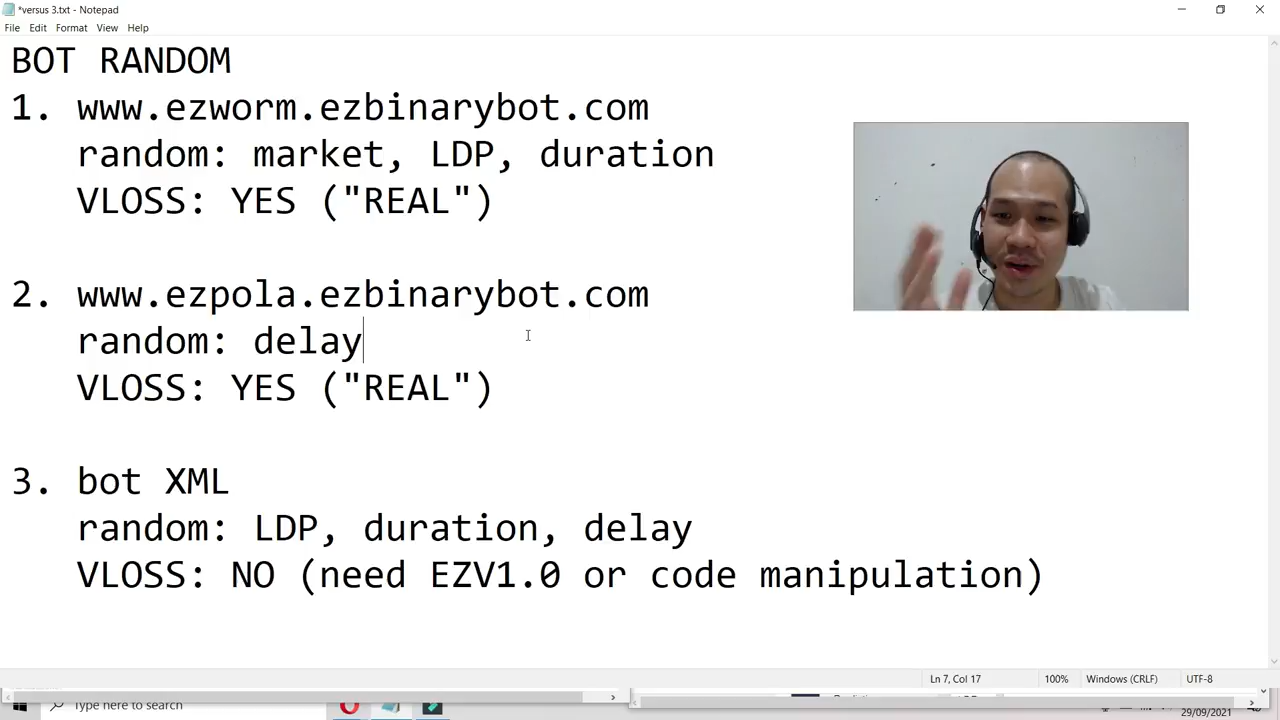 *versus 3.txt - Notepad
File Edit Format View Help
BOT RANDOM
1. www.ezworm.ezbinarybot.com
random: market, LDP, duration
VLOSS: YES ("REAL")
2. www.ezpola.ezbinarybot.com
random: delay
VLOSS: YES ("REAL")
3. bot XML
random: LDP, duration, delay
VLOSS: NO (need EZV1.0 or code manipulation)
Ln 7, Col 17 100% Windows (CRLF) UTF-8
Type here to search
29/09/2021